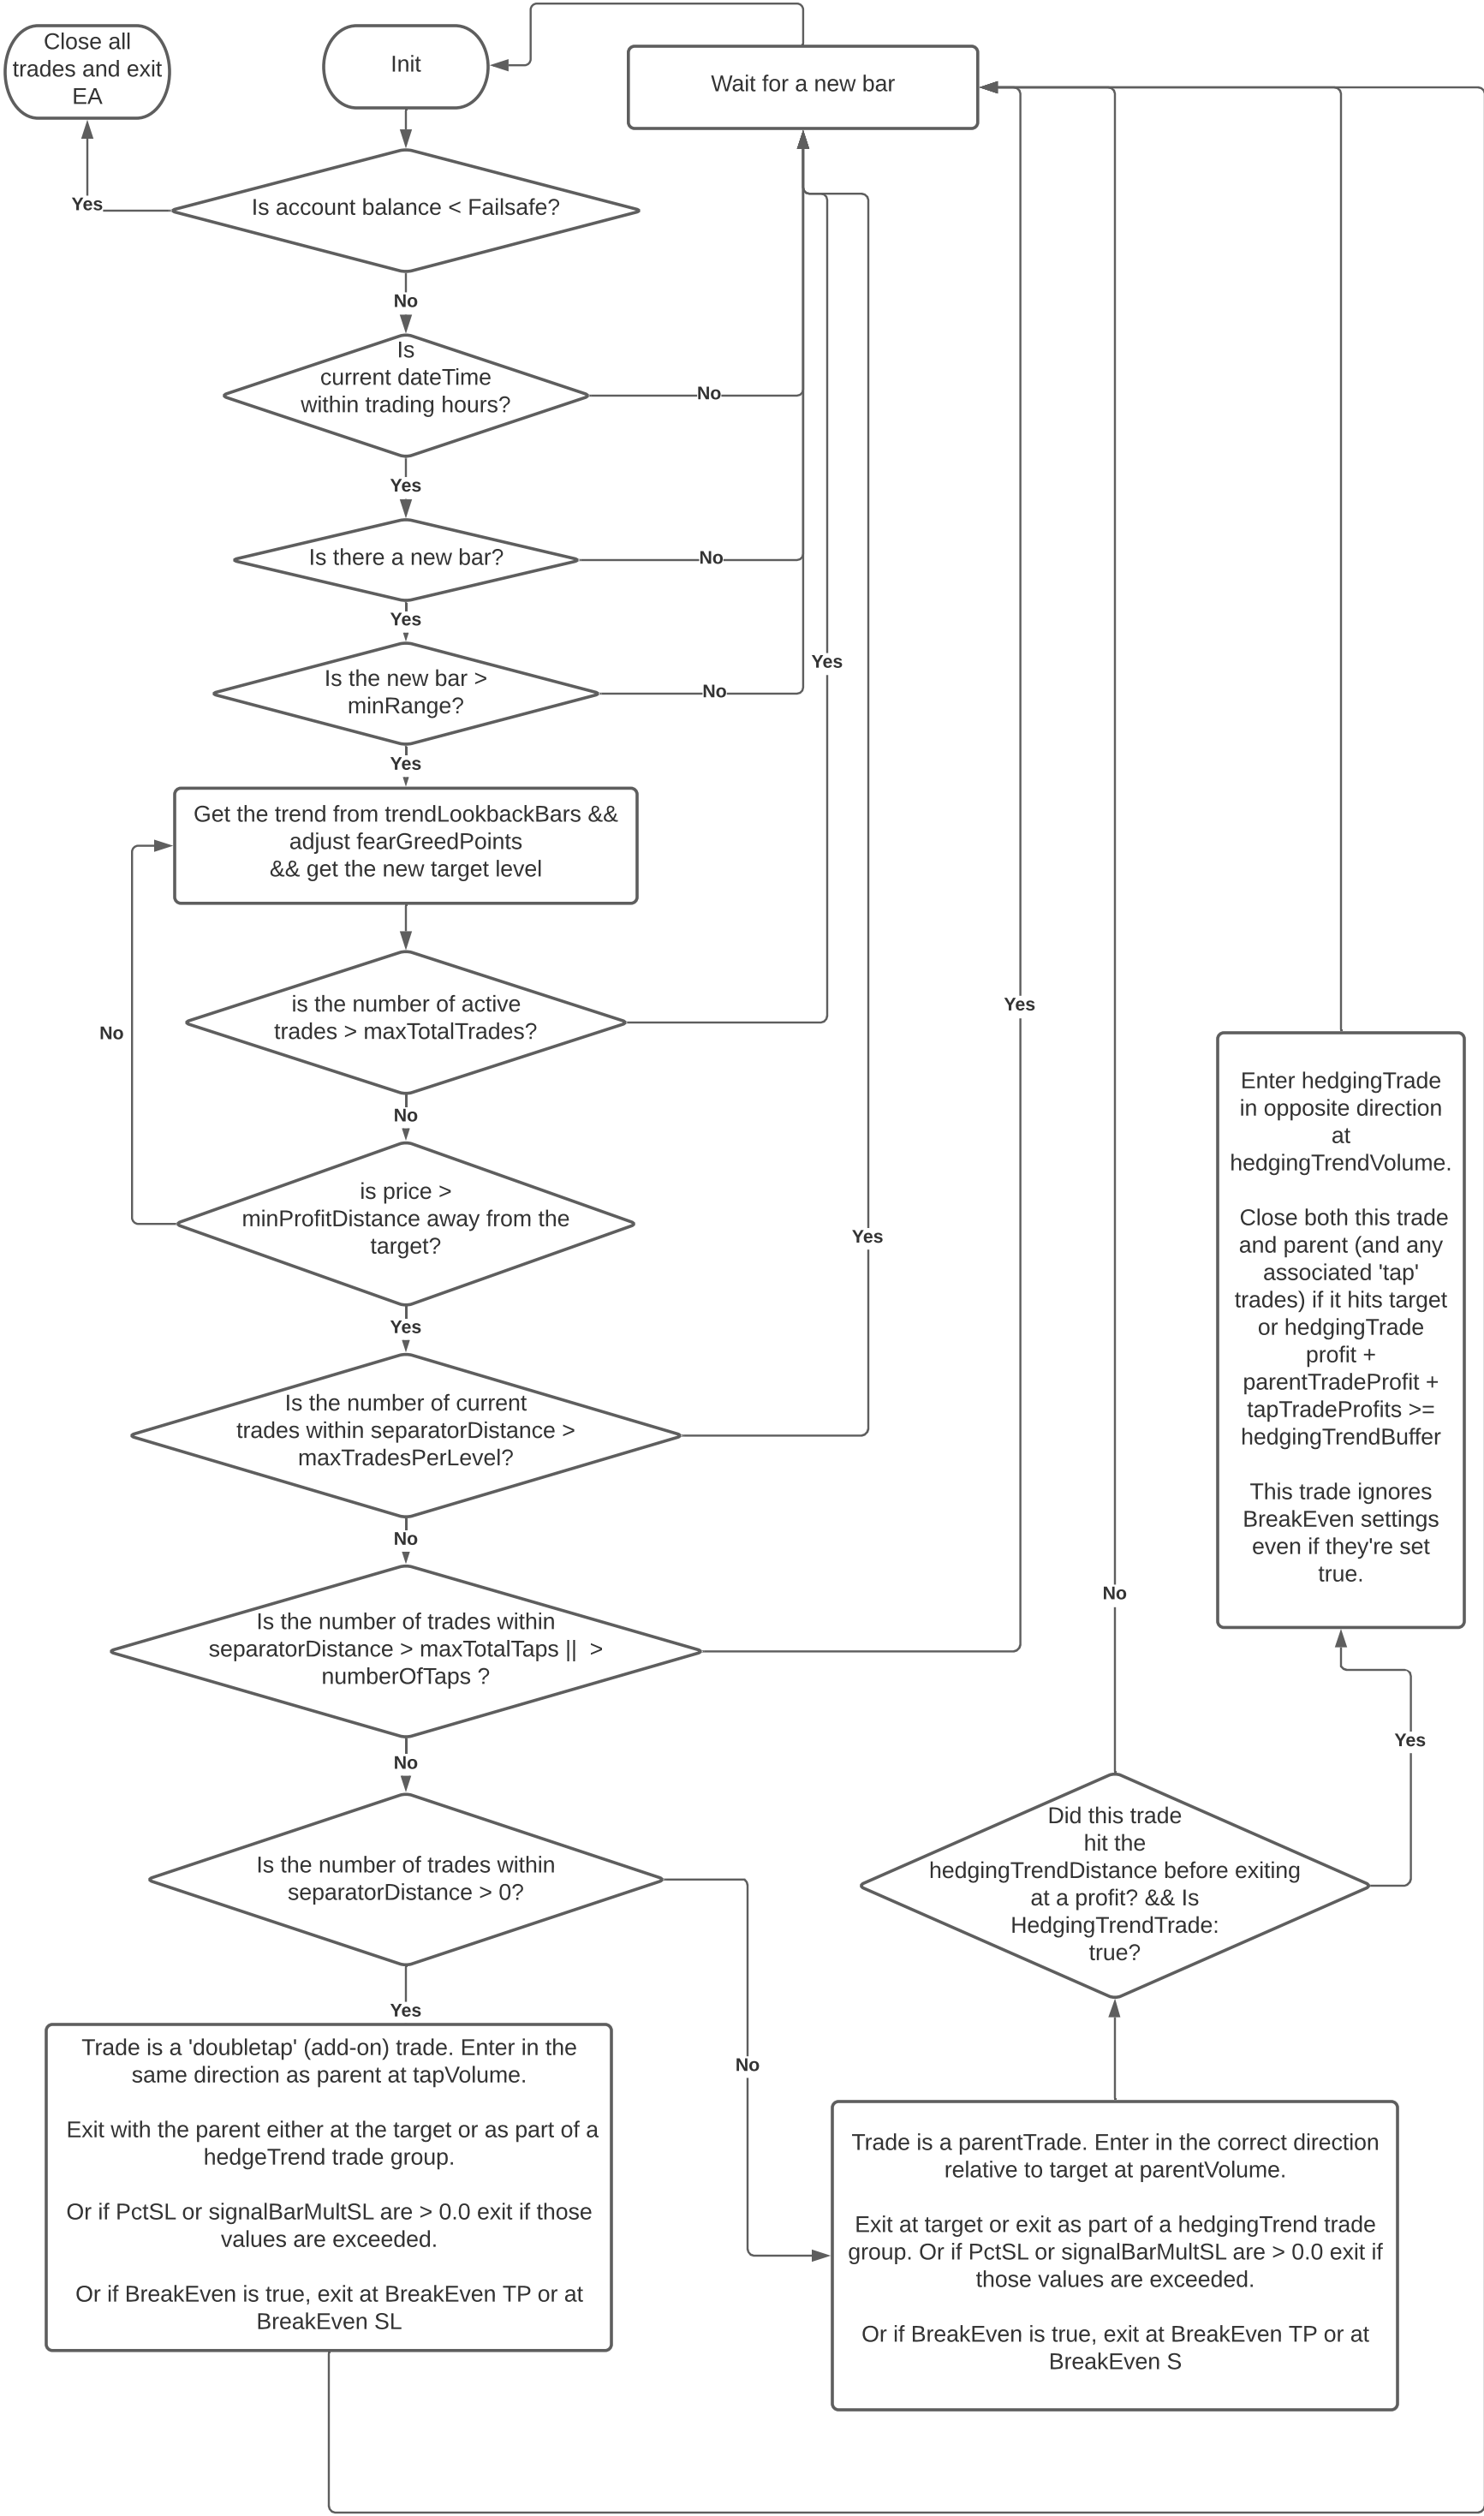 Close all
trades and exit
EA
Init
Wait for a new bar
Is account balance < Failsafe?
Yes
No
Is
current dateTime
within trading hours?
No
Yes
Is there a new bar?
No
Yes
Is the new bar >
minRange?
No
Yes
Yes
Get the trend from trendLookbackBars &&
adjust fearGreedPoints
&& get the new target level
is the number of active
trades > maxTotalTrades?
No
Yes
No
is price >
minProfitDistance away from the
target?
Yes
Yes
Is the number of current
trades within separatorDistance >
maxTradesPerLevel?
No
Is the number of trades within
separatorDistance > maxTotalTaps ||  >
numberOfTaps ?
No
Is the number of trades within
separatorDistance > 0?
Yes
No
Trade is a 'doubletap' (add-on) trade. Enter in the
same direction as parent at tapVolume.
Exit with the parent either at the target or as part of a
hedgeTrend trade group.
Or if PctSL or signalBarMultSL are > 0.0 exit if those
values are exceeded.
Or if BreakEven is true, exit at BreakEven TP or at
BreakEven SL
Trade is a parentTrade. Enter in the correct direction
relative to target at parentVolume.
Exit at target or exit as part of a hedgingTrend trade
group. Or if PctSL or signalBarMultSL are > 0.0 exit if
those values are exceeded.
Or if BreakEven is true, exit at BreakEven TP or at
BreakEven S
Did this trade
hit the
hedgingTrendDistance before exiting
at a profit? && Is
HedgingTrendTrade:
true?
No
Yes
Enter hedgingTrade
in opposite direction
at
hedgingTrendVolume.
Close both this trade
and parent (and any
associated 'tap'
trades) if it hits target
or hedgingTrade
profit +
parentTradeProfit +
tapTradeProfits >=
hedgingTrendBuffer
This trade ignores
BreakEven settings
even if they're set
true.